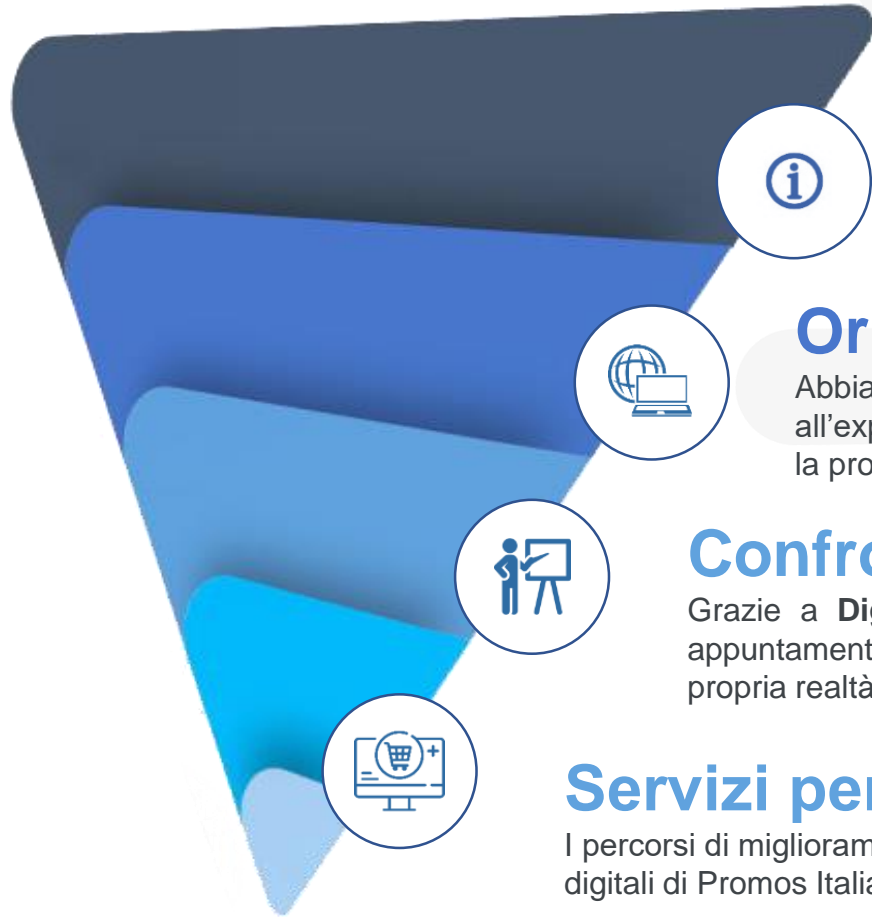 Or
Abbia
all’exp
la pro
Confro
Grazie a Dig
appuntament
propria realtà
Servizi per
I percorsi di miglioram
digitali di Promos Italia